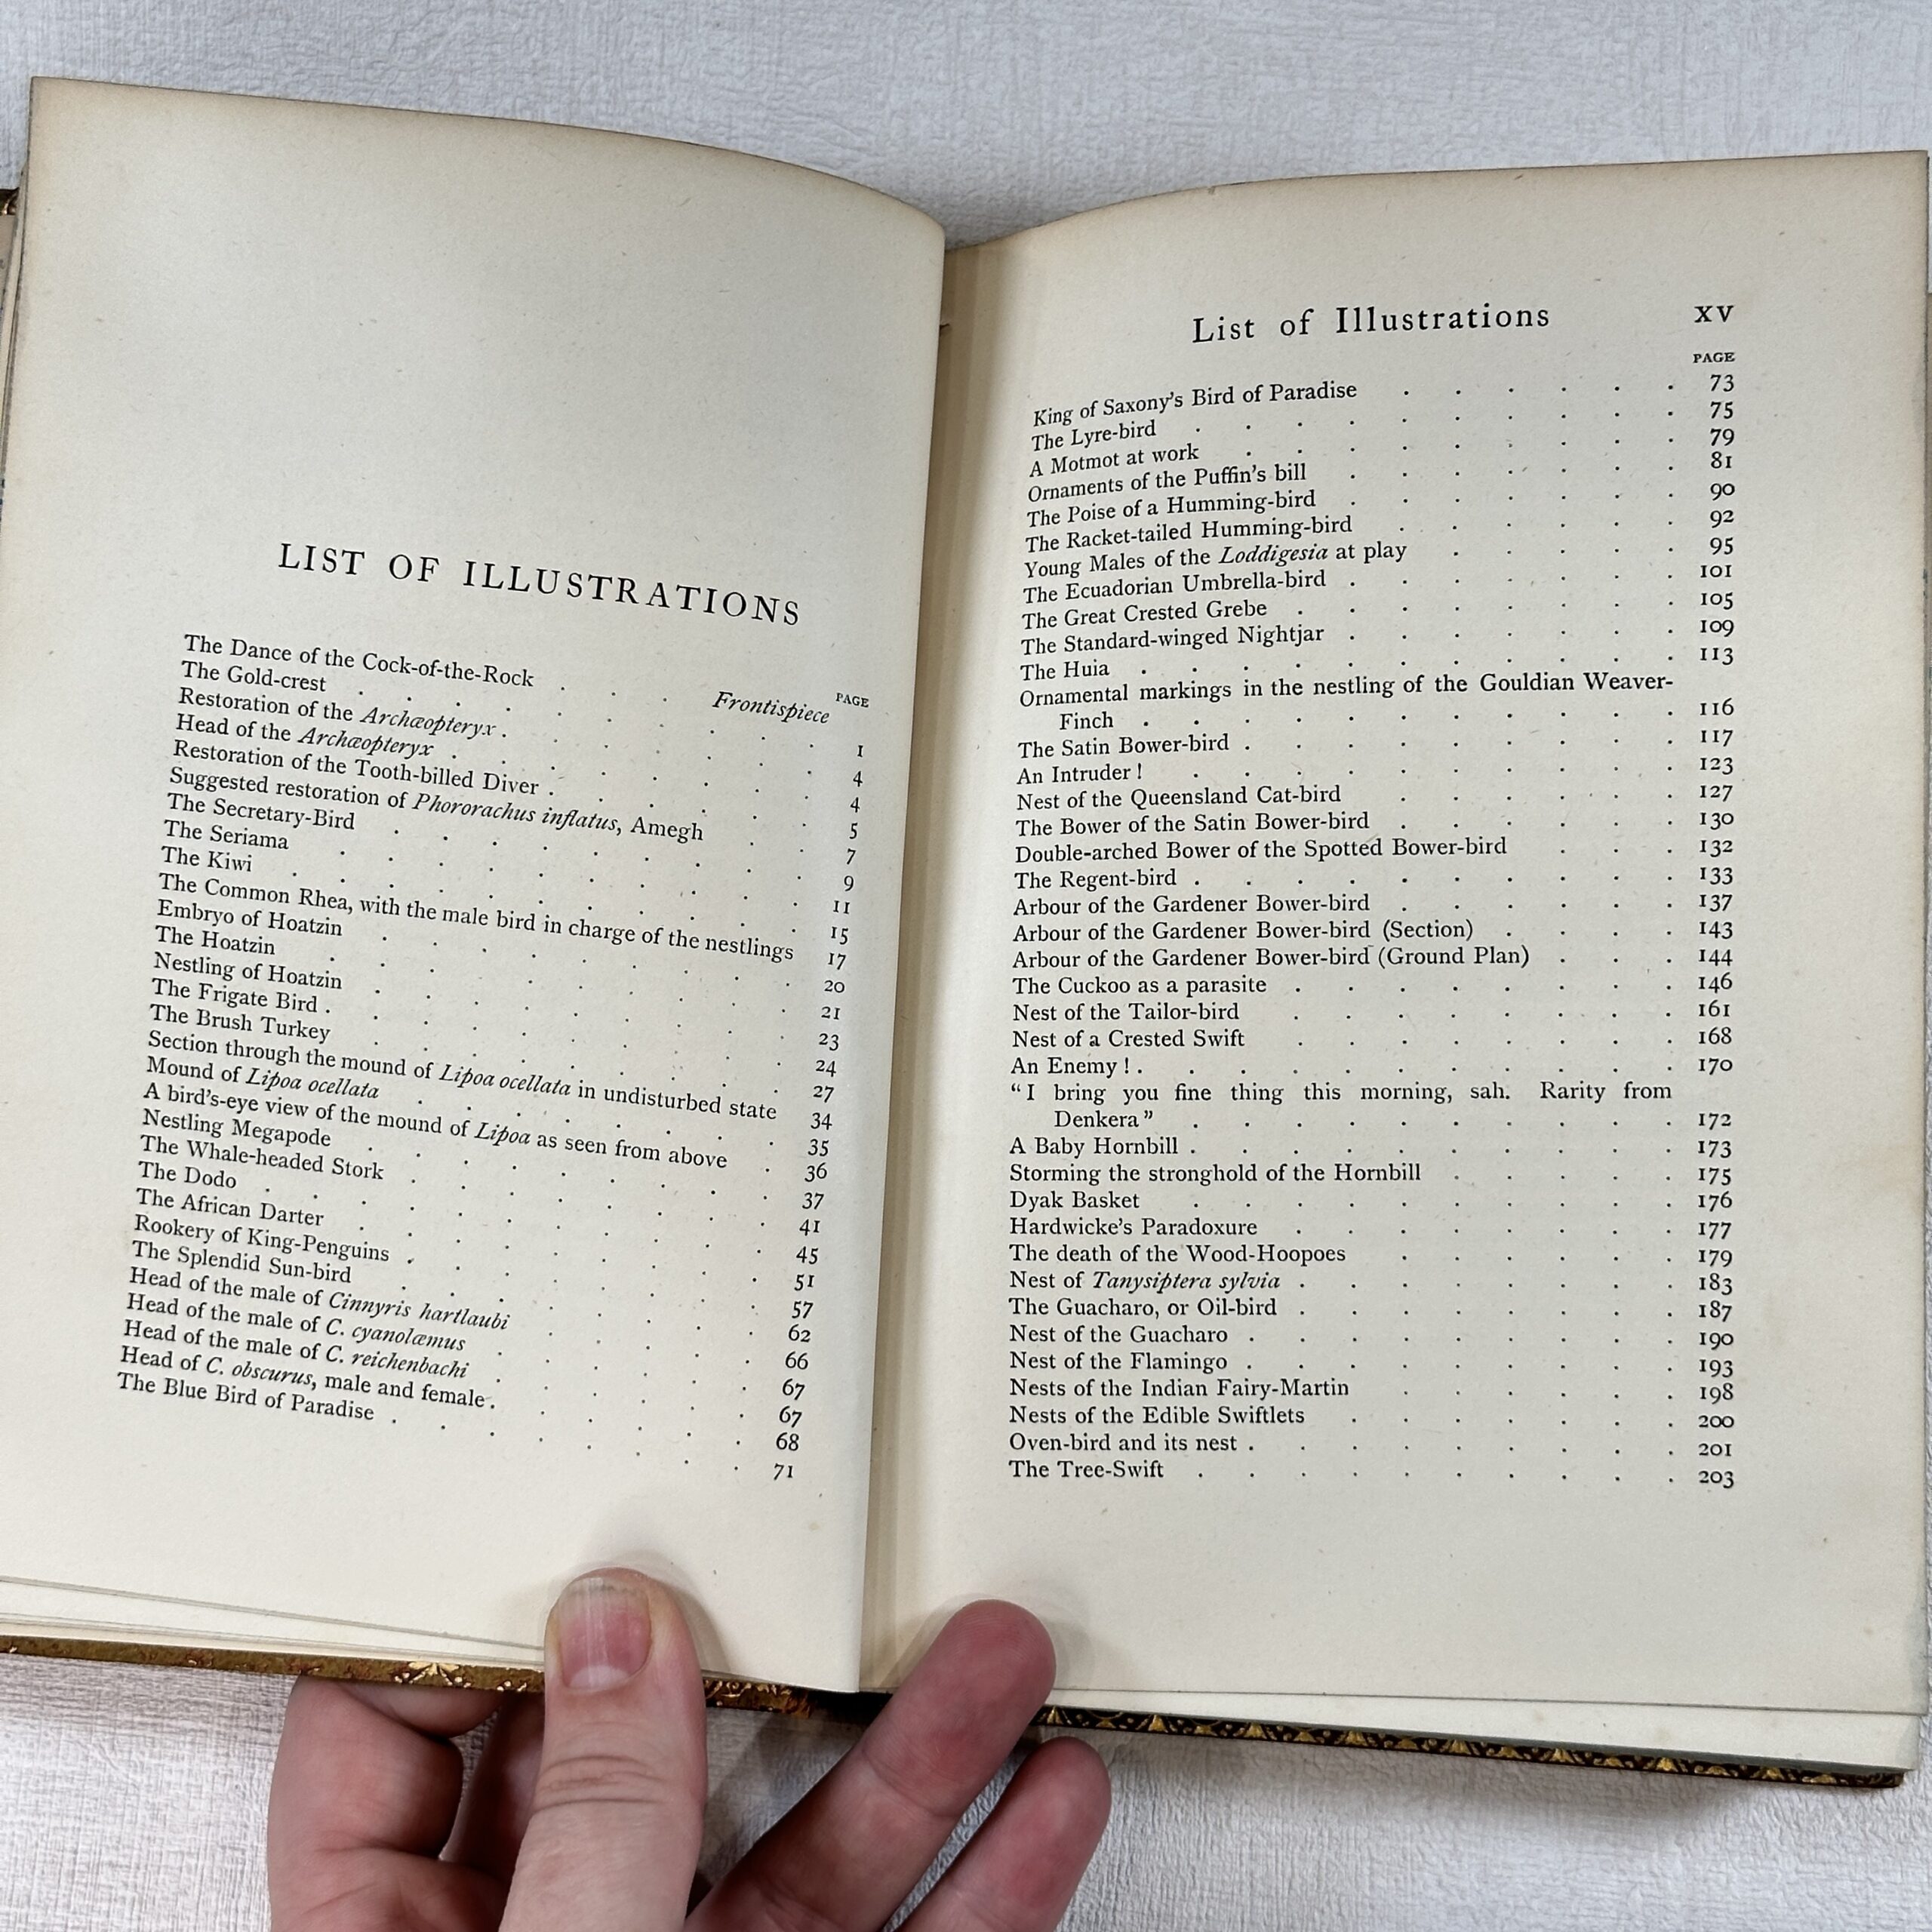 LIST OF ILLUSTRATIONS
PAGE
The Dance of the Cock-of-the-Rock . . . Frontispiece
The Gold-crest . . . . . . . . . . 1
Restoration of the Archæopteryx . . . . . . . 4
Head of the Archæopteryx . . . . . . . . 4
Restoration of the Tooth-billed Diver . . . . . . 5
Suggested restoration of Phororachus inflatus, Amegh . . 7
The Secretary-Bird . . . . . . . . . 9
The Seriama . . . . . . . . . . 11
The Kiwi . . . . . . . . . . . 15
The Common Rhea, with the male bird in charge of the nestlings 17
Embryo of Hoatzin . . . . . . . . . 20
The Hoatzin . . . . . . . . . . 21
Nestling of Hoatzin . . . . . . . . . 23
The Frigate Bird . . . . . . . . . . 24
The Brush Turkey . . . . . . . . . 27
Section through the mound of Lipoa ocellata in undisturbed state 34
Mound of Lipoa ocellata . . . . . . . . 35
A bird's-eye view of the mound of Lipoa as seen from above . 36
Nestling Megapode . . . . . . . . . 37
The Whale-headed Stork . . . . . . . . 41
The Dodo . . . . . . . . . . . 45
The African Darter . . . . . . . . . 51
Rookery of King-Penguins . . . . . . . . 57
The Splendid Sun-bird . . . . . . . . 62
Head of the male of Cinnyris hartlaubi . . . . . 66
Head of the male of C. cyanolæmus . . . . . . 67
Head of the male of C. reichenbachi . . . . . . 67
Head of C. obscurus, male and female . . . . . . 68
The Blue Bird of Paradise . . . . . . . . 71
List of Illustrations XV
PAGE
King of Saxony's Bird of Paradise . . . . . . 73
The Lyre-bird . . . . . . . . . . 75
A Motmot at work . . . . . . . . . 79
Ornaments of the Puffin's bill . . . . . . . 81
The Poise of a Humming-bird . . . . . . . 90
The Racket-tailed Humming-bird . . . . . . 92
Young Males of the Loddigesia at play . . . . . 95
The Ecuadorian Umbrella-bird . . . . . . . 101
The Great Crested Grebe . . . . . . . . 105
The Standard-winged Nightjar . . . . . . . 109
The Huia . . . . . . . . . . . 113
Ornamental markings in the nestling of the Gouldian Weaver-
Finch . . . . . . . . . . . 116
The Satin Bower-bird . . . . . . . . . 117
An Intruder! . . . . . . . . . . 123
Nest of the Queensland Cat-bird . . . . . . 127
The Bower of the Satin Bower-bird . . . . . . 130
Double-arched Bower of the Spotted Bower-bird . . . 132
The Regent-bird . . . . . . . . . . 133
Arbour of the Gardener Bower-bird . . . . . . 137
Arbour of the Gardener Bower-bird (Section) . . . . 143
Arbour of the Gardener Bower-bird (Ground Plan) . . . 144
The Cuckoo as a parasite . . . . . . . . 146
Nest of the Tailor-bird . . . . . . . . 161
Nest of a Crested Swift . . . . . . . . 168
An Enemy! . . . . . . . . . . . 170
"I bring you fine thing this morning, sah. Rarity from
Denkera" . . . . . . . . . . 172
A Baby Hornbill . . . . . . . . . . 173
Storming the stronghold of the Hornbill . . . . . 175
Dyak Basket . . . . . . . . . . 176
Hardwicke's Paradoxure . . . . . . . . 177
The death of the Wood-Hoopoes . . . . . . 179
Nest of Tanysiptera sylvia . . . . . . . . 183
The Guacharo, or Oil-bird . . . . . . . . 187
Nest of the Guacharo . . . . . . . . . 190
Nest of the Flamingo . . . . . . . . . 193
Nests of the Indian Fairy-Martin . . . . . . 198
Nests of the Edible Swiftlets . . . . . . . 200
Oven-bird and its nest . . . . . . . . . 201
The Tree-Swift . . . . . . . . . . 203